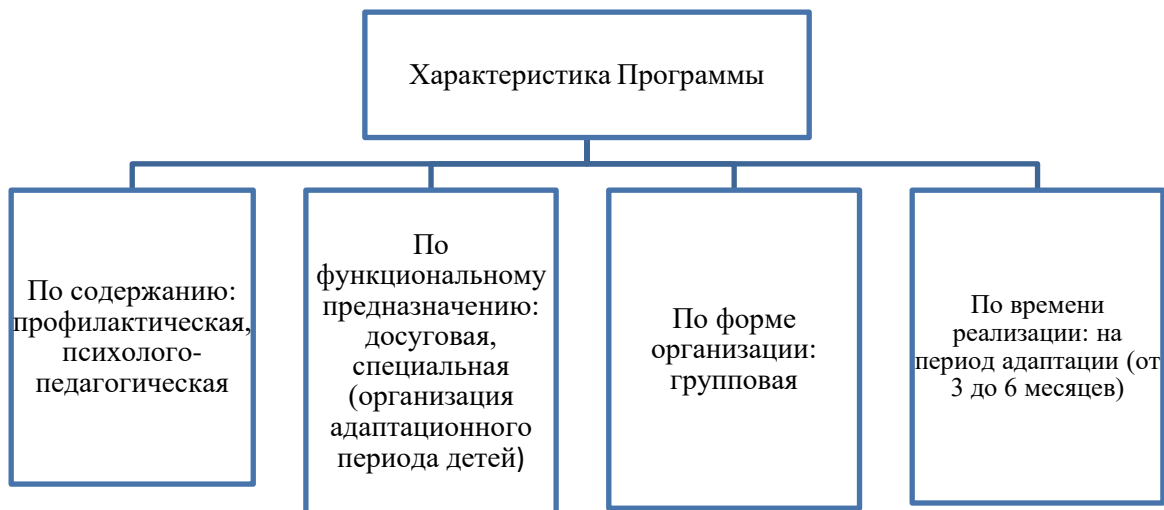 Характеристика Программы
По содержанию:
профилактическая,
психолого-
педагогическая
По
функциональному
предназначению:
досуговая,
специальная
(организация
адаптационного
периода детей)
По форме
организации:
групповая
По времени
реализации: на
период адаптации (от
3 до 6 месяцев)